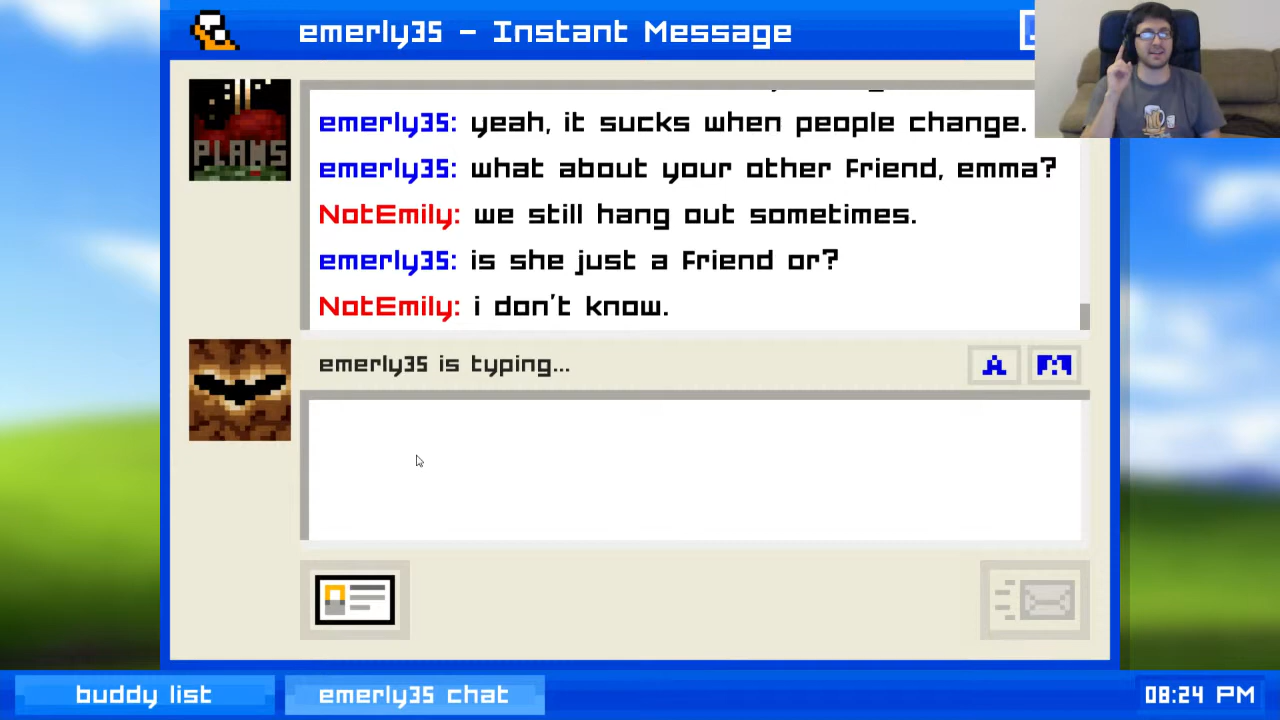 emerly35 - Instant Message
PLANS
emerly35: yeah, it sucks when people change.
emerly35: what about your other Friend, emma?
NotEmily: we still hang out sometimes.
emerly35: is she just a Friend or?
NotEmily: i don't know.
emerly35 is typing...
A
buddy list
emerly35 chat
08:24 PM